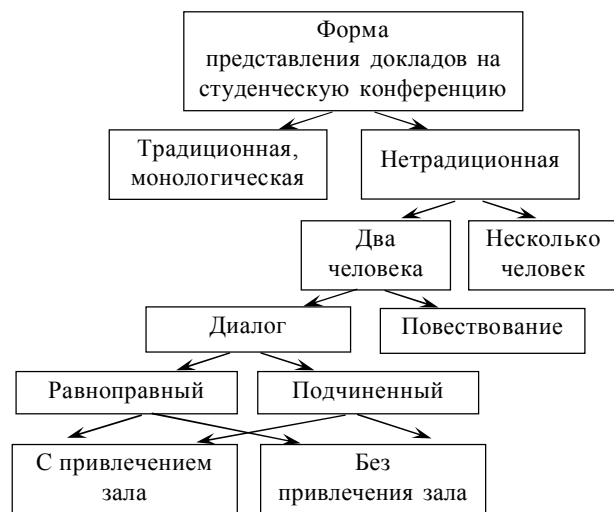 Форма
представления докладов на
студенческую конференцию
Традиционная,
монологическая
Нетрадиционная
Два
человека
Несколько
человек
Диалог
Повествование
Равноправный
Подчиненный
С привлечением
зала
Без
привлечения зала